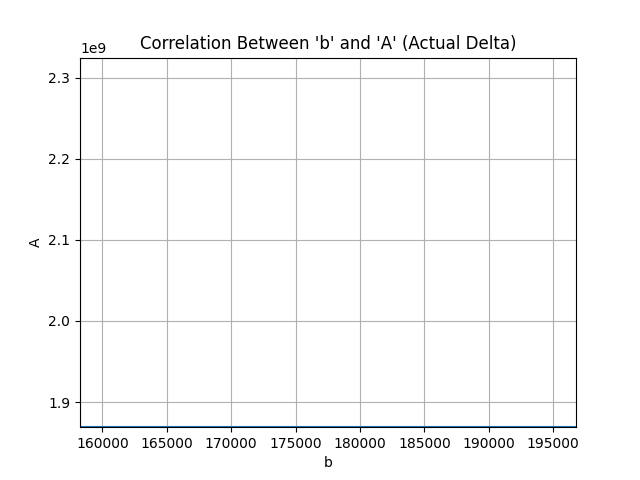 Correlation Between 'b' and 'A' (Actual Delta)
1e9
2.3
2.2
2.1
2.0
1.9
A
160000 165000 170000 175000 180000 185000 190000 195000
b